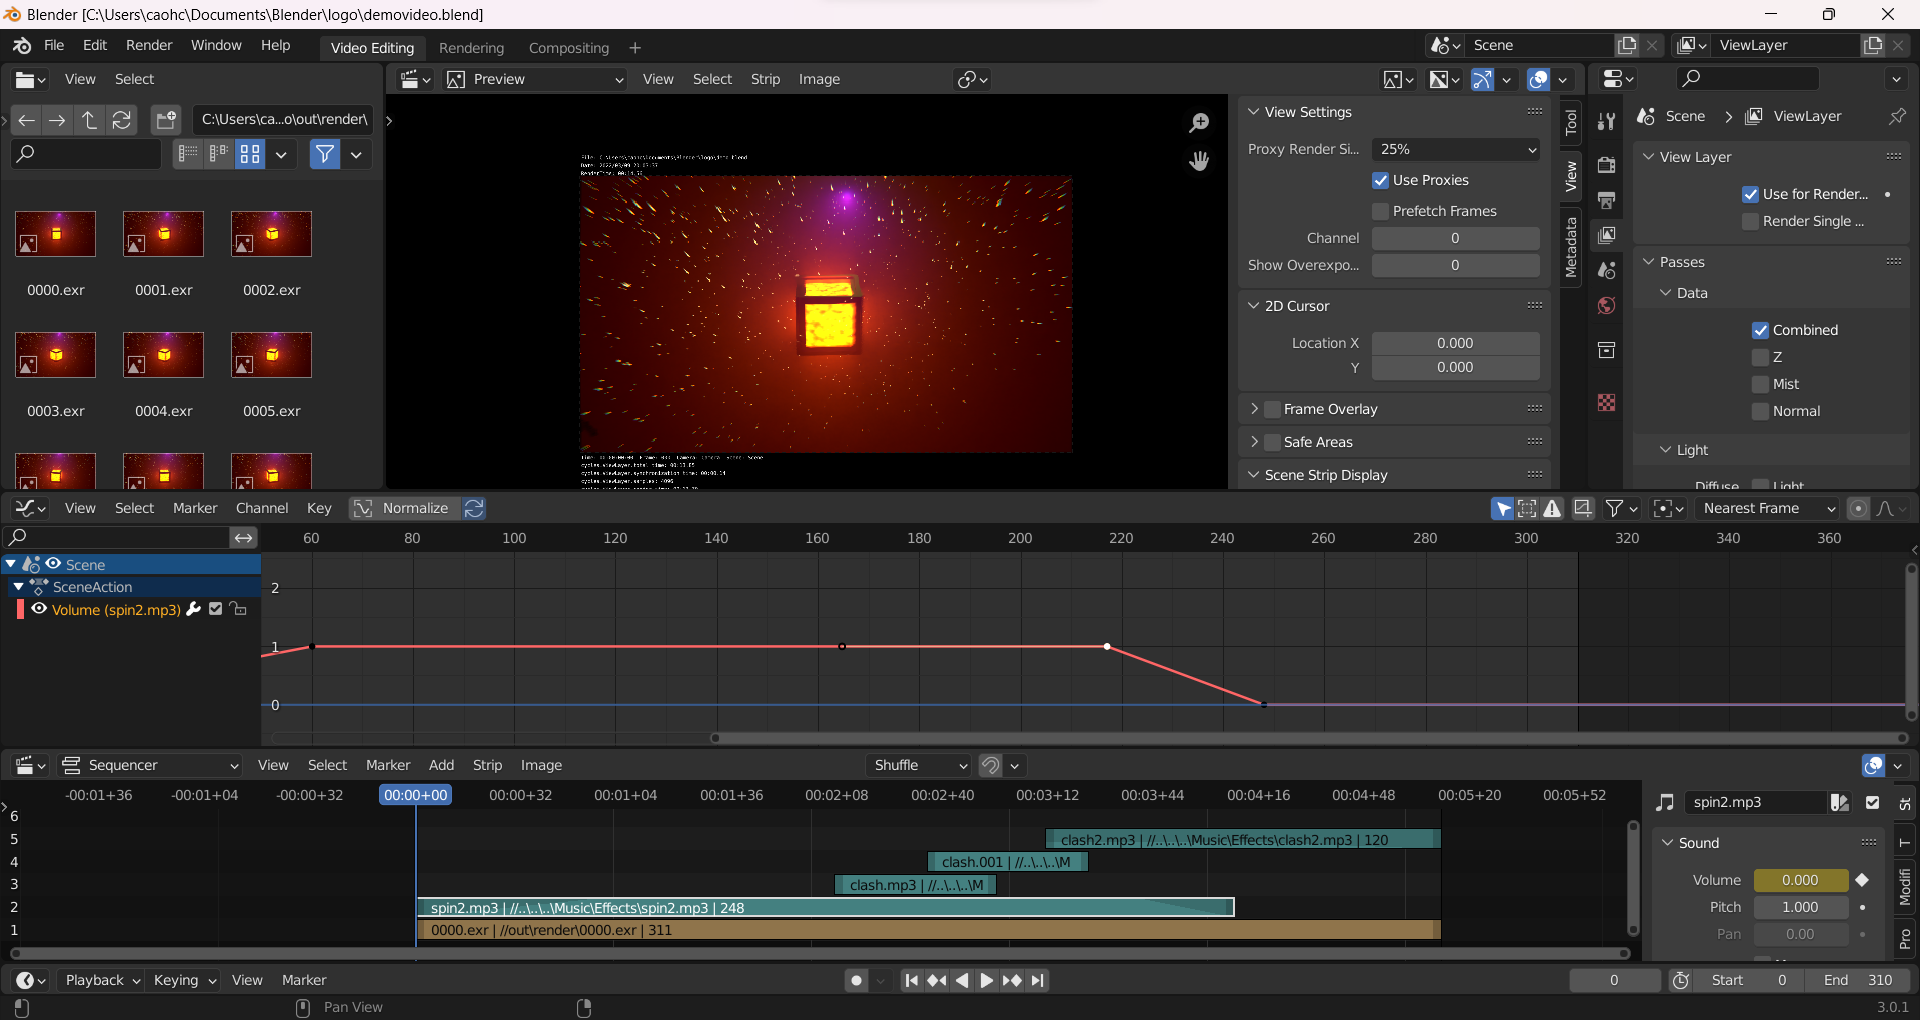 Blender [C:\Users\caohc\Documents\Blender\logo\demovideo.blend]
File Edit Render Window Help Video Editing Rendering Compositing + Scene ViewLayer
View Select
Preview View Select Strip Image
C:\Users\ca...o\out\render\
0000.exr 0001.exr 0002.exr
0003.exr 0004.exr 0005.exr
View Settings
Proxy Render Si... 25%
Use Proxies
Prefetch Frames
Channel 0
Show Overexpo... 0
2D Cursor
Location X 0.000
Y 0.000
Frame Overlay
Safe Areas
Scene Strip Display
Tool
View
Metadata
Scene > ViewLayer
View Layer
Use for Render...
Render Single ...
Passes
Data
Combined
Z
Mist
Normal
Light
Diffuse Light
View Select Marker Channel Key Normalize Nearest Frame
60 80 100 120 140 160 180 200 220 240 260 280 300 320 340 360
Scene
SceneAction
Volume (spin2.mp3)
2
1
0
Sequencer View Select Marker Add Strip Image Shuffle
-00:01+36 -00:01+04 -00:00+32 00:00+00 00:00+32 00:01+04 00:01+36 00:02+08 00:02+40 00:03+12 00:03+44 00:04+16 00:04+48 00:05+20 00:05+52
6
5 clash2.mp3 | //..\..\..\Music\Effects\clash2.mp3 | 120
4 clash.001 | //..\..\..\M
3 clash.mp3 | //..\..\..\M
2 spin2.mp3 | //..\..\..\Music\Effects\spin2.mp3 | 248
1 0000.exr | //out\render\0000.exr | 311
spin2.mp3
Sound
Volume 0.000
Pitch 1.000
Pan 0.00
St
T
Modifi
Pro
Playback Keying View Marker 0 Start 0 End 310
Pan View 3.0.1